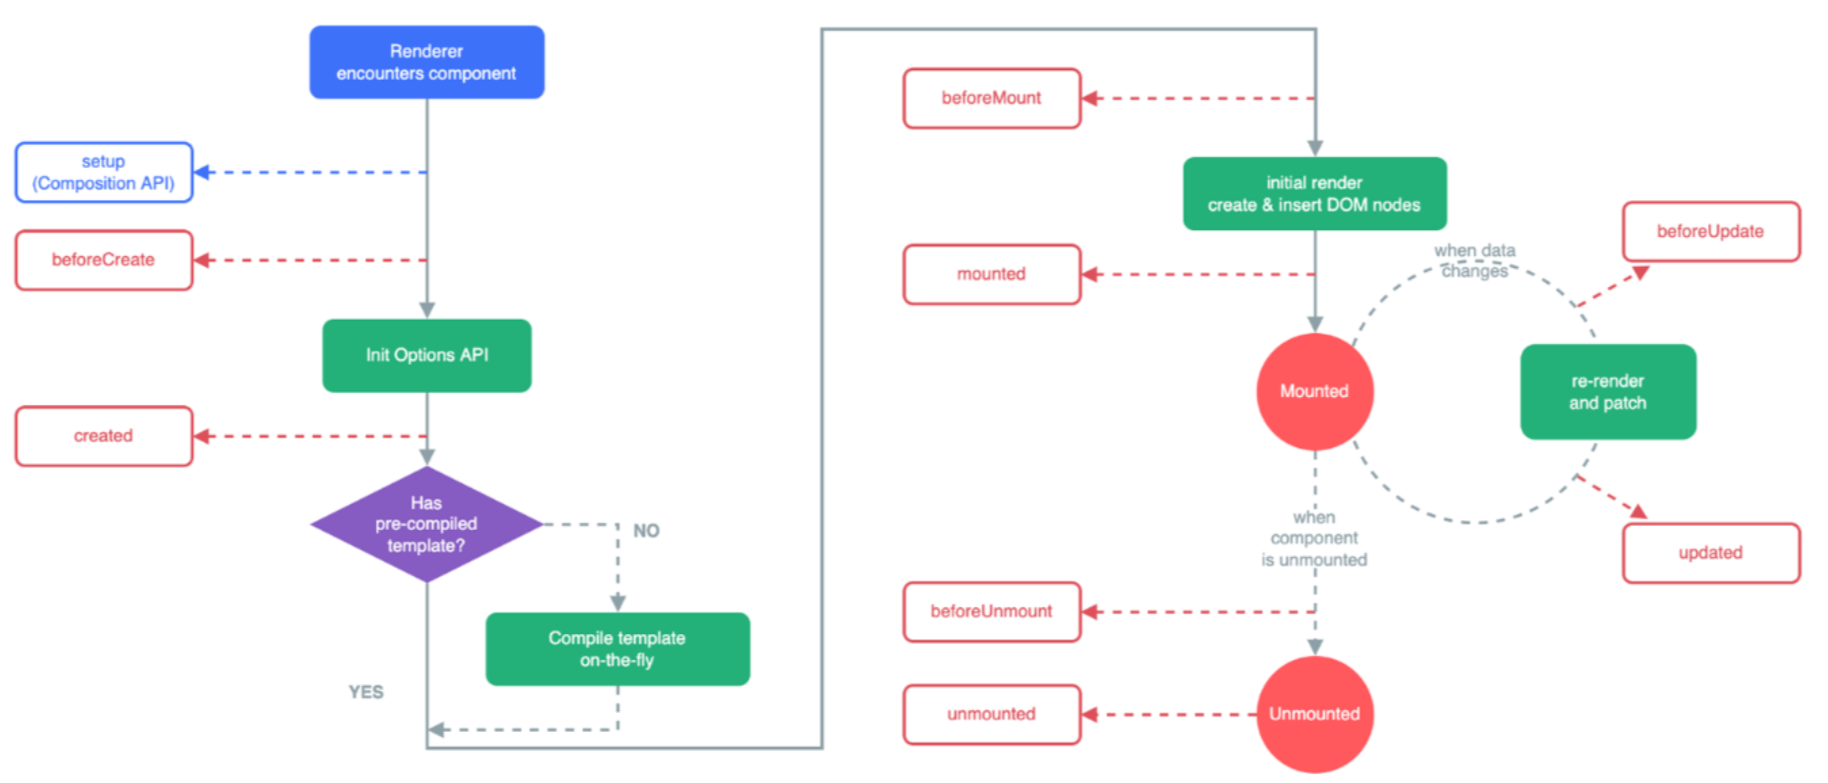 Renderer
encounters component
setup
(Composition API)
beforeCreate
Init Options API
created
Has
pre-compiled
template?
NO
Compile template
on-the-fly
YES
beforeMount
initial render
create & insert DOM nodes
mounted
when data
changes
beforeUpdate
Mounted
re-render
and patch
updated
when
component
is unmounted
beforeUnmount
unmounted
Unmounted